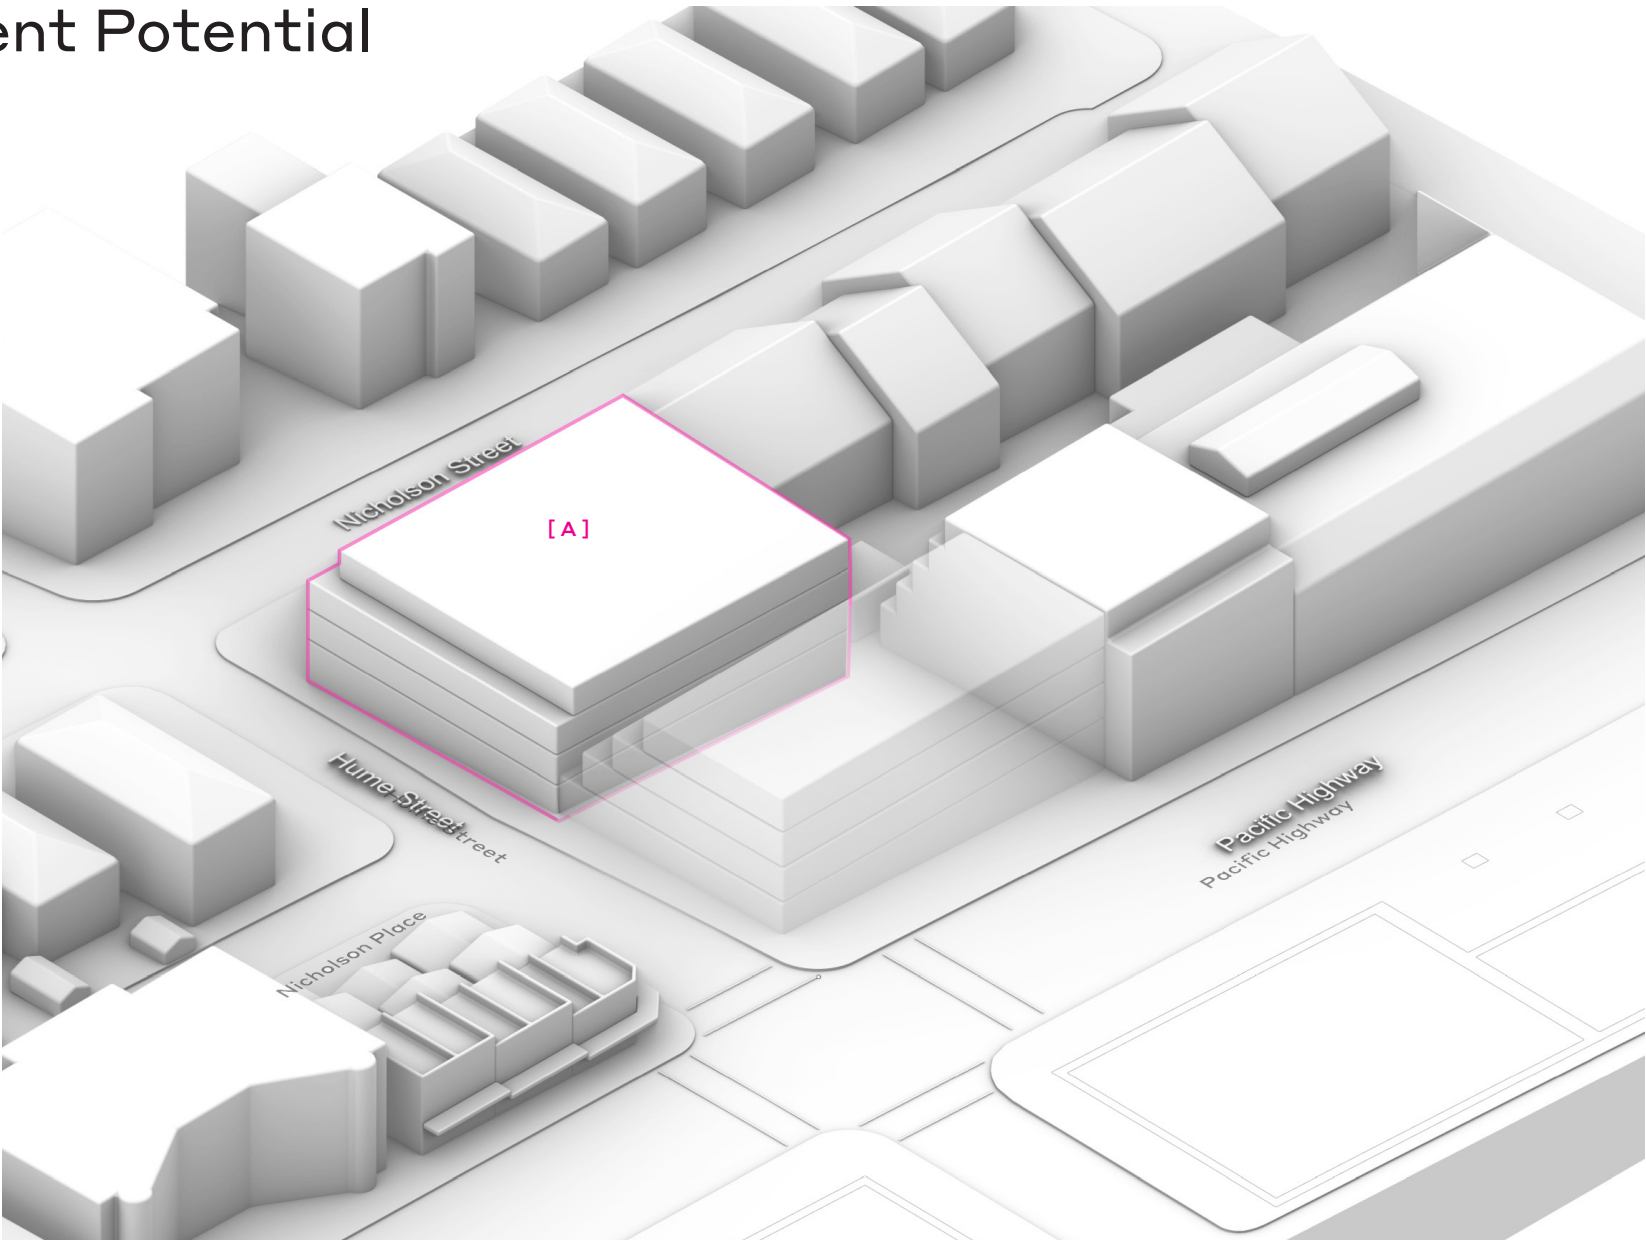 ent Potential
Nicholson Street
[ A ]
Hume Street
Street
Pacific Highway
Pacific Highway
Nicholson Place